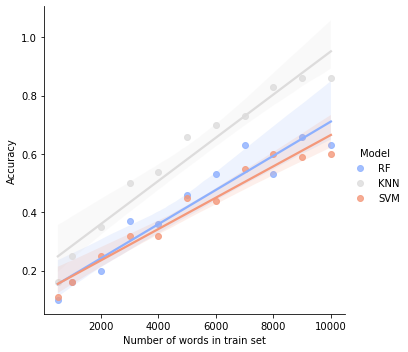 1.0
0.8
0.6
0.4
0.2
Accuracy
2000 4000 6000 8000 10000
Number of words in train set
Model
RF
KNN
SVM